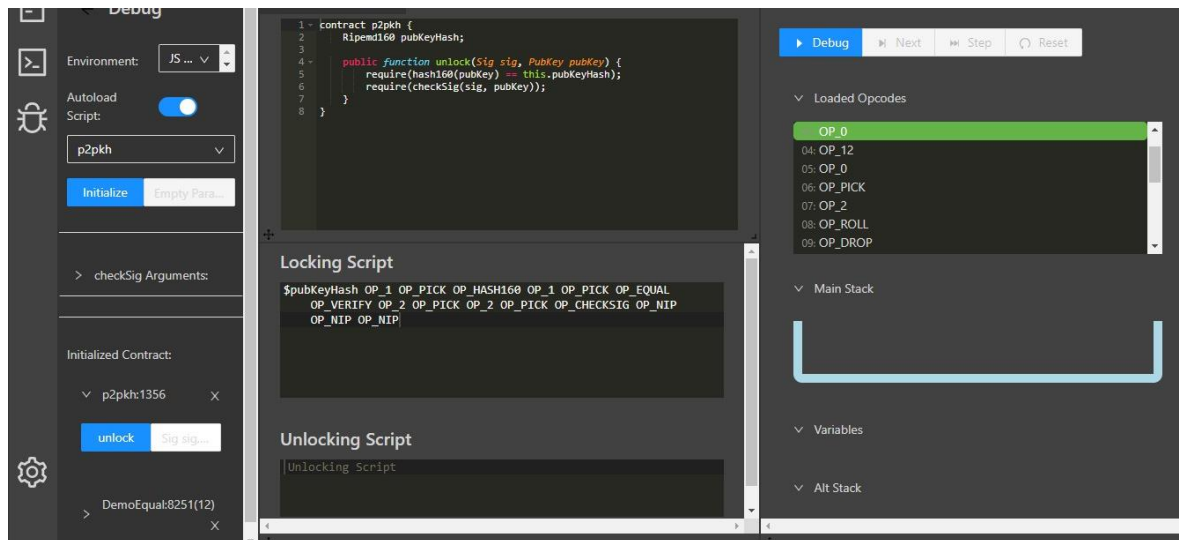 Debug
Environment:
JS ...
Autoload
Script:
p2pkh
Initialize
Empty Para...
checkSig Arguments:
Initialized Contract:
p2pkh:1356
X
unlock
Sig sig,...
DemoEqual:8251(12)
X
1 contract p2pkh {
2 Ripemd160 pubKeyHash;
3
4 public function unlock(Sig sig, PubKey pubKey) {
5 require(hash160(pubKey) == this.pubKeyHash);
6 require(checkSig(sig, pubKey));
7 }
8 }
Locking Script
$pubKeyHash OP_1 OP_PICK OP_HASH160 OP_1 OP_PICK OP_EQUAL
OP_VERIFY OP_2 OP_PICK OP_2 OP_PICK OP_CHECKSIG OP_NIP
OP_NIP OP_NIP
Unlocking Script
Unlocking Script
Debug
Next
Step
Reset
Loaded Opcodes
OP_0
04: OP_12
05: OP_0
06: OP_PICK
07: OP_2
08: OP_ROLL
09: OP_DROP
Main Stack
Variables
Alt Stack